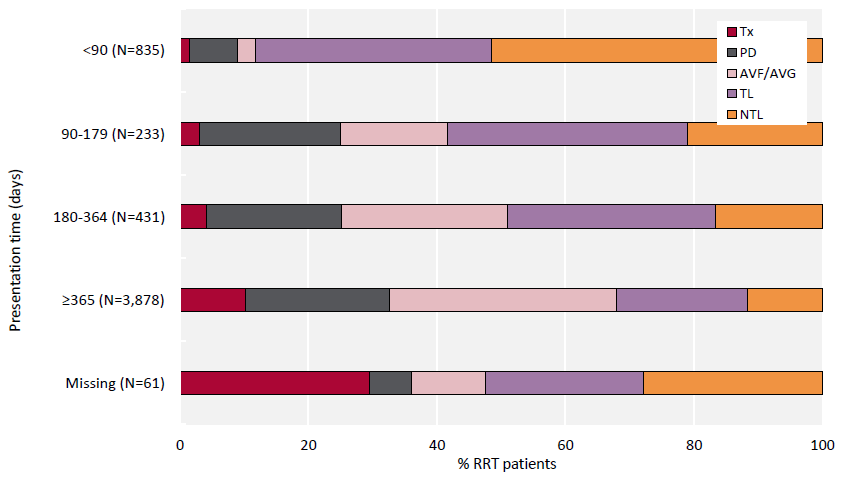 <90 (N=835)
90-179 (N=233)
180-364 (N=431)
≥365 (N=3,878)
Missing (N=61)
Presentation time (days)
Tx
PD
AVF/AVG
TL
NTL
0 20 40 60 80 100
% RRT patients